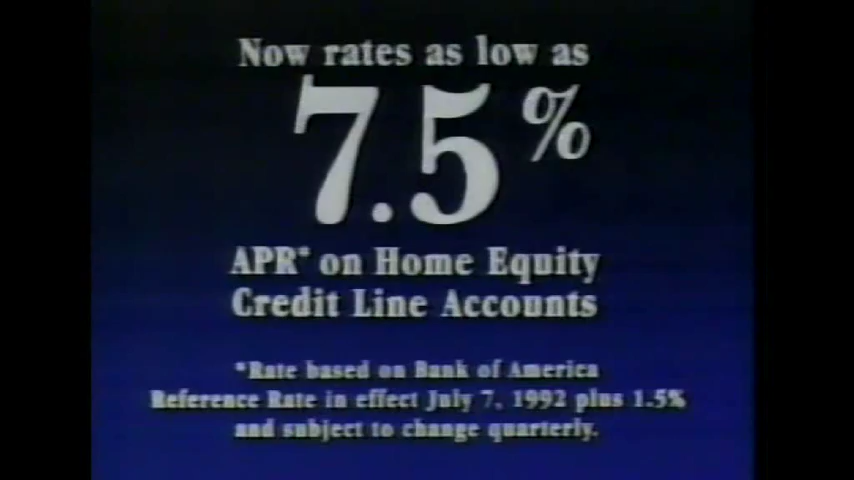 Now rates as low as
7.5%
APR* on Home Equity
Credit Line Accounts
*Rate based on Bank of America
Reference Rate in effect July 7, 1992 plus 1.5%
and subject to change quarterly.